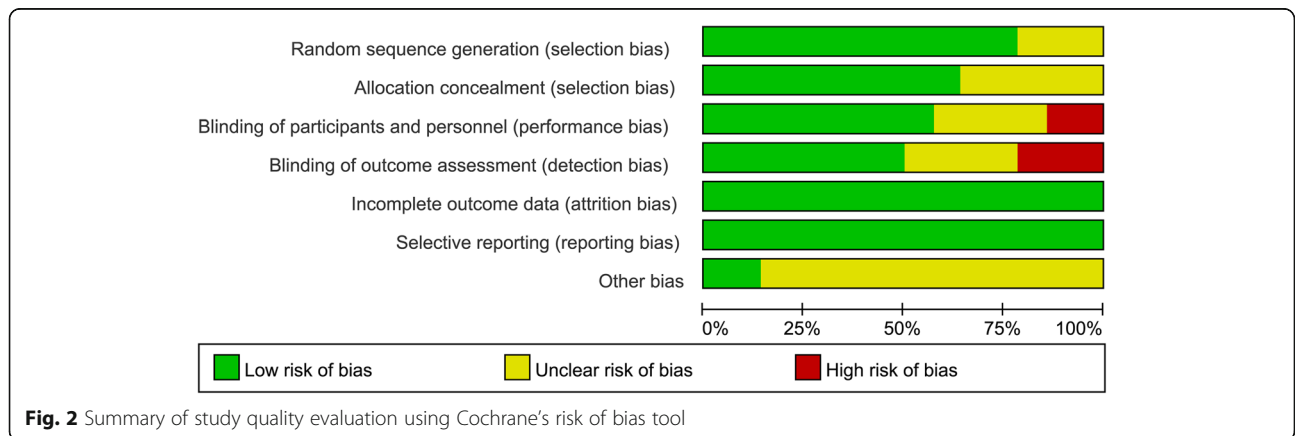 Random sequence generation (selection bias)
Allocation concealment (selection bias)
Blinding of participants and personnel (performance bias)
Blinding of outcome assessment (detection bias)
Incomplete outcome data (attrition bias)
Selective reporting (reporting bias)
Other bias
0% 25% 50% 75% 100%
Low risk of bias Unclear risk of bias High risk of bias
Fig. 2 Summary of study quality evaluation using Cochrane's risk of bias tool